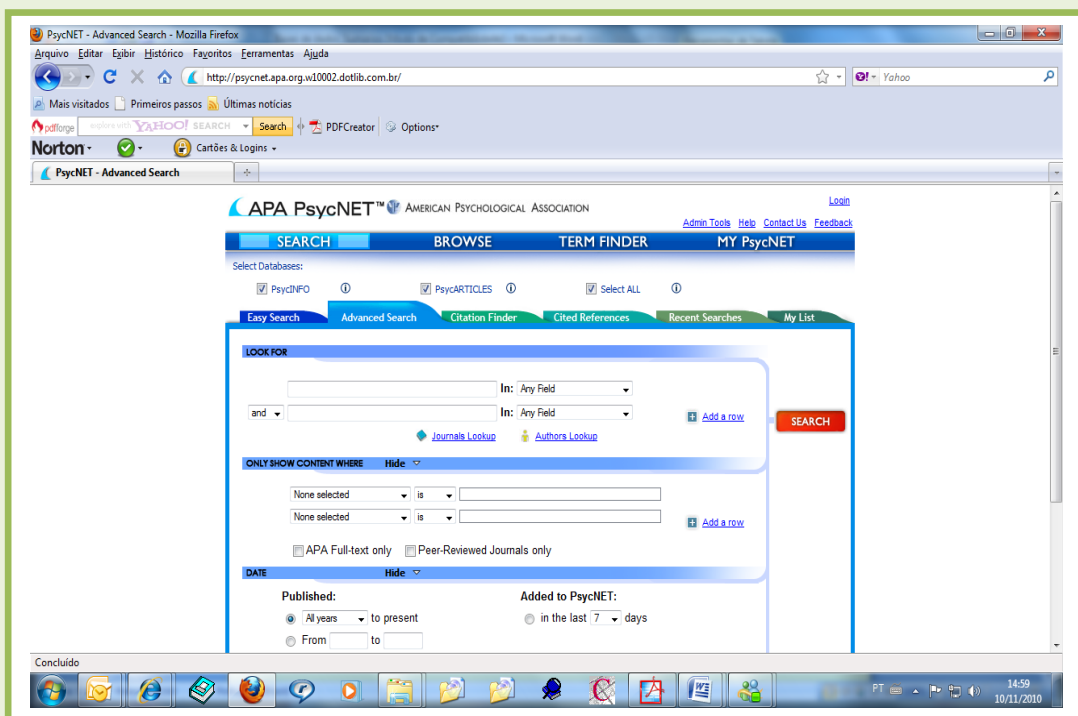 PsycNET - Advanced Search - Mozilla Firefox
Arquivo Editar Exibir Histórico Favoritos Ferramentas Ajuda
http://psycnet.apa.org.w10002.dotlib.com.br/ Yahoo
Mais visitados Primeiros passos Últimas notícias
pdfforge explore with YAHOO! SEARCH Search PDFCreator Options
Norton Cartões & Logins
PsycNET - Advanced Search
APA PsycNET™ AMERICAN PSYCHOLOGICAL ASSOCIATION Login
Admin Tools Help Contact Us Feedback
SEARCH BROWSE TERM FINDER MY PsycNET
Select Databases:
PsycINFO PsycARTICLES Select ALL
Easy Search Advanced Search Citation Finder Cited References Recent Searches My List
LOOK FOR
In: Any Field
and In: Any Field Add a row SEARCH
Journals Lookup Authors Lookup
ONLY SHOW CONTENT WHERE Hide
None selected is
None selected is Add a row
APA Full-text only Peer-Reviewed Journals only
DATE Hide
Published: Added to PsycNET:
All years to present in the last 7 days
From to
Concluído
PT 14:59
10/11/2010